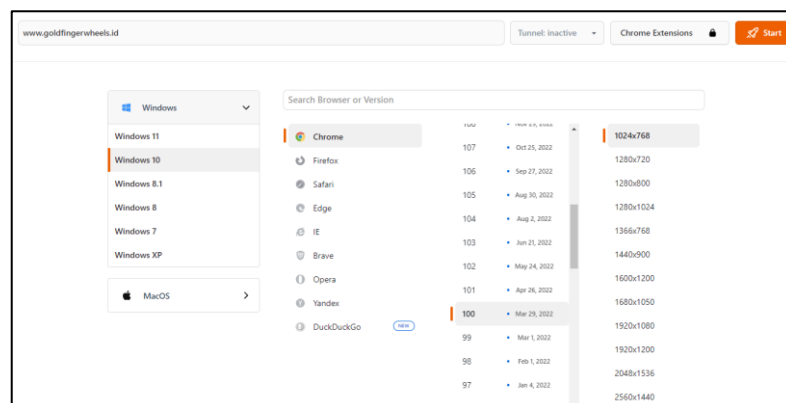 www.goldfingerwheels.id
Tunnel: inactive
Chrome Extensions
Start
Windows
Windows 11
Windows 10
Windows 8.1
Windows 8
Windows 7
Windows XP
MacOS
Search Browser or Version
Chrome
Firefox
Safari
Edge
IE
Brave
Opera
Yandex
DuckDuckGo NEW
107 • Oct 25, 2022
106 • Sep 27, 2022
105 • Aug 30, 2022
104 • Aug 2, 2022
103 • Jun 21, 2022
102 • May 24, 2022
101 • Apr 26, 2022
100 • Mar 29, 2022
99 • Mar 1, 2022
98 • Feb 1, 2022
97 • Jan 4, 2022
1024x768
1280x720
1280x800
1280x1024
1366x768
1440x900
1600x1200
1680x1050
1920x1080
1920x1200
2048x1536
2560x1440